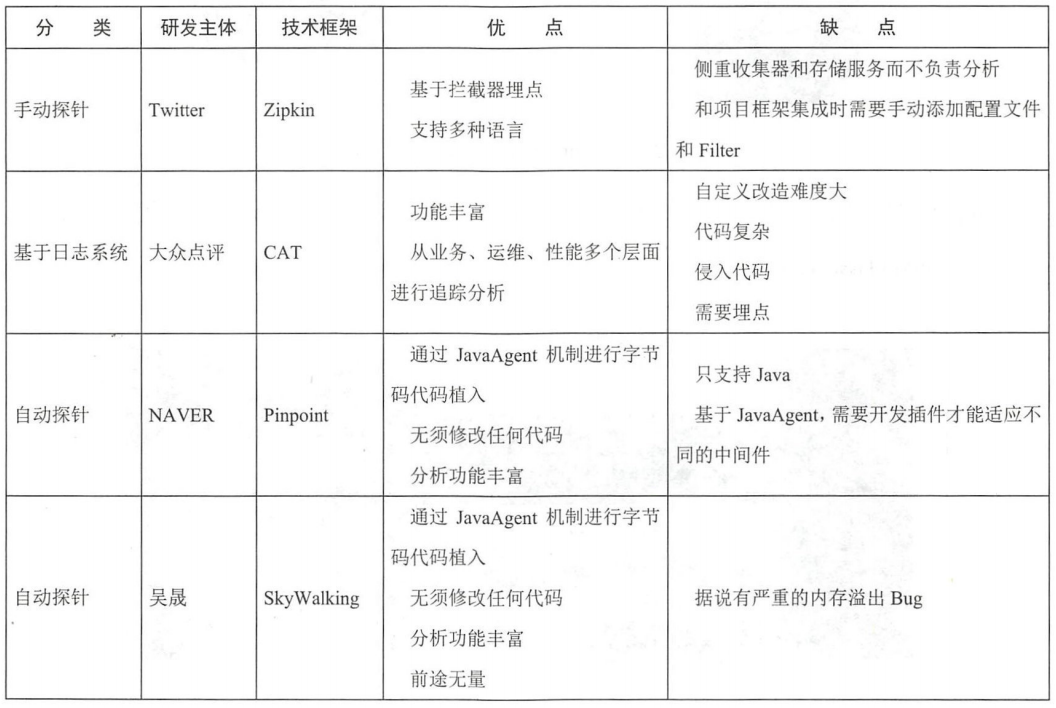 分 类 研发主体 技术框架 优 点 缺 点
手动探针 Twitter Zipkin
基于拦截器埋点
支持多种语言
侧重收集器和存储服务而不负责分析
和项目框架集成时需要手动添加配置文件
和 Filter
基于日志系统 大众点评 CAT
功能丰富
从业务、运维、性能多个层面
进行追踪分析
自定义改造难度大
代码复杂
侵入代码
需要埋点
自动探针 NAVER Pinpoint
通过 JavaAgent 机制进行字节
码代码植入
无须修改任何代码
分析功能丰富
只支持 Java
基于 JavaAgent，需要开发插件才能适应不
同的中间件
自动探针 吴晟 SkyWalking
通过 JavaAgent 机制进行字节
码代码植入
无须修改任何代码
分析功能丰富
前途无量
据说有严重的内存溢出 Bug